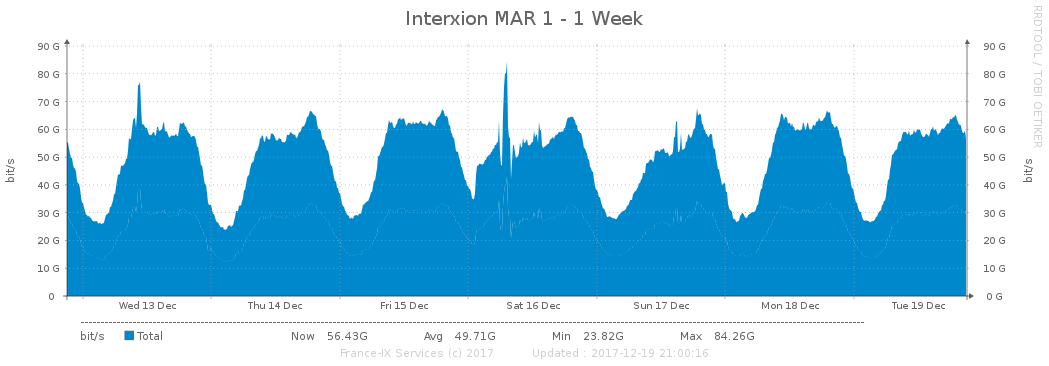 Interxion MAR 1 - 1 Week
RRDTOOL / TOBI OETIKER
90 G 90 G
80 G 80 G
70 G 70 G
60 G 60 G
50 G 50 G
40 G 40 G
30 G 30 G
20 G 20 G
10 G 10 G
0 0 G
bit/s bit/s
Wed 13 Dec Thu 14 Dec Fri 15 Dec Sat 16 Dec Sun 17 Dec Mon 18 Dec Tue 19 Dec
bit/s Total Now 56.43G Avg 49.71G Min 23.82G Max 84.26G
France-IX Services (c) 2017 Updated : 2017-12-19 21:00:16